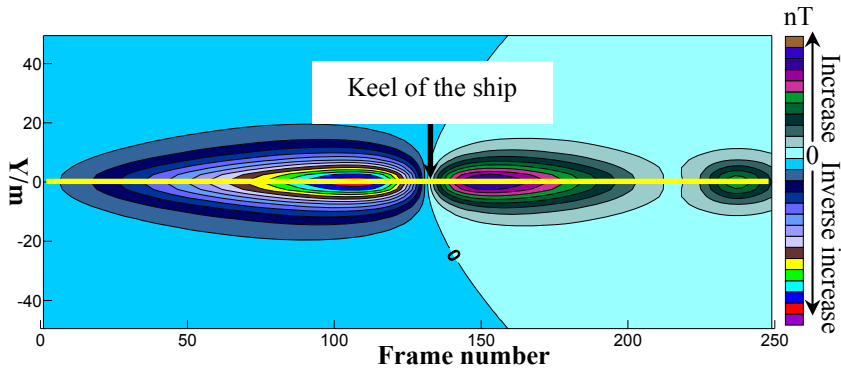 nT
Increase
0
Inverse increase
Keel of the ship
Y/m
40
20
0
-20
-40
0
0
50
100
150
200
250
Frame number